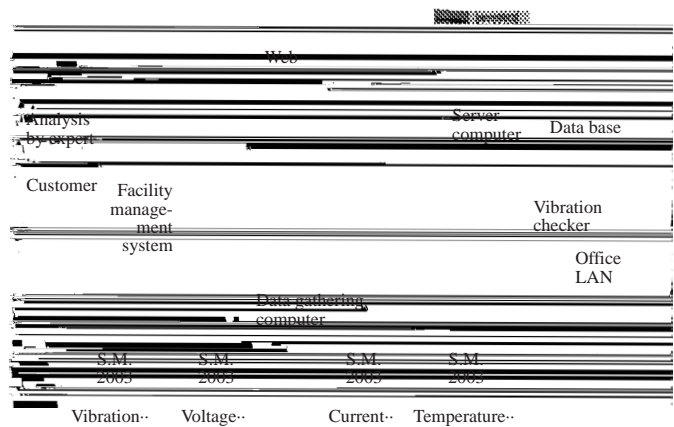 Web
Analysis
by expert
Server
computer
Data base
Customer
Facility
manage-
ment
system
Vibration
checker
Office
LAN
Data gathering
computer
S.M.
2003
S.M.
2003
S.M.
2003
S.M.
2003
Vibration··
Voltage··
Current··
Temperature··